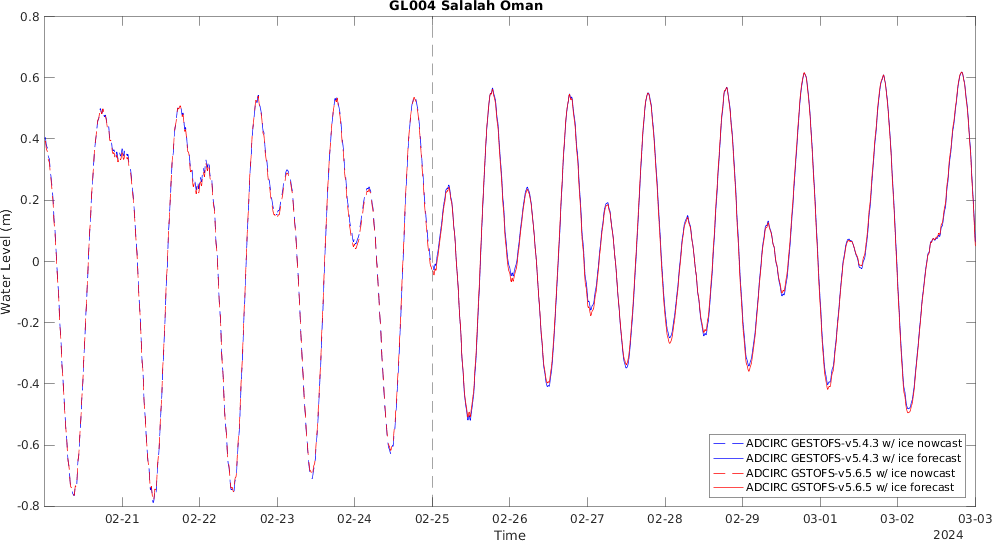 GL004 Salalah Oman
0.8
0.6
0.4
0.2
0
-0.2
-0.4
-0.6
-0.8
Water Level (m)
ADCIRC GESTOFS-v5.4.3 w/ ice nowcast
ADCIRC GESTOFS-v5.4.3 w/ ice forecast
ADCIRC GSTOFS-v5.6.5 w/ ice nowcast
ADCIRC GSTOFS-v5.6.5 w/ ice forecast
02-21 02-22 02-23 02-24 02-25 02-26 02-27 02-28 02-29 03-01 03-02 03-03
Time
2024